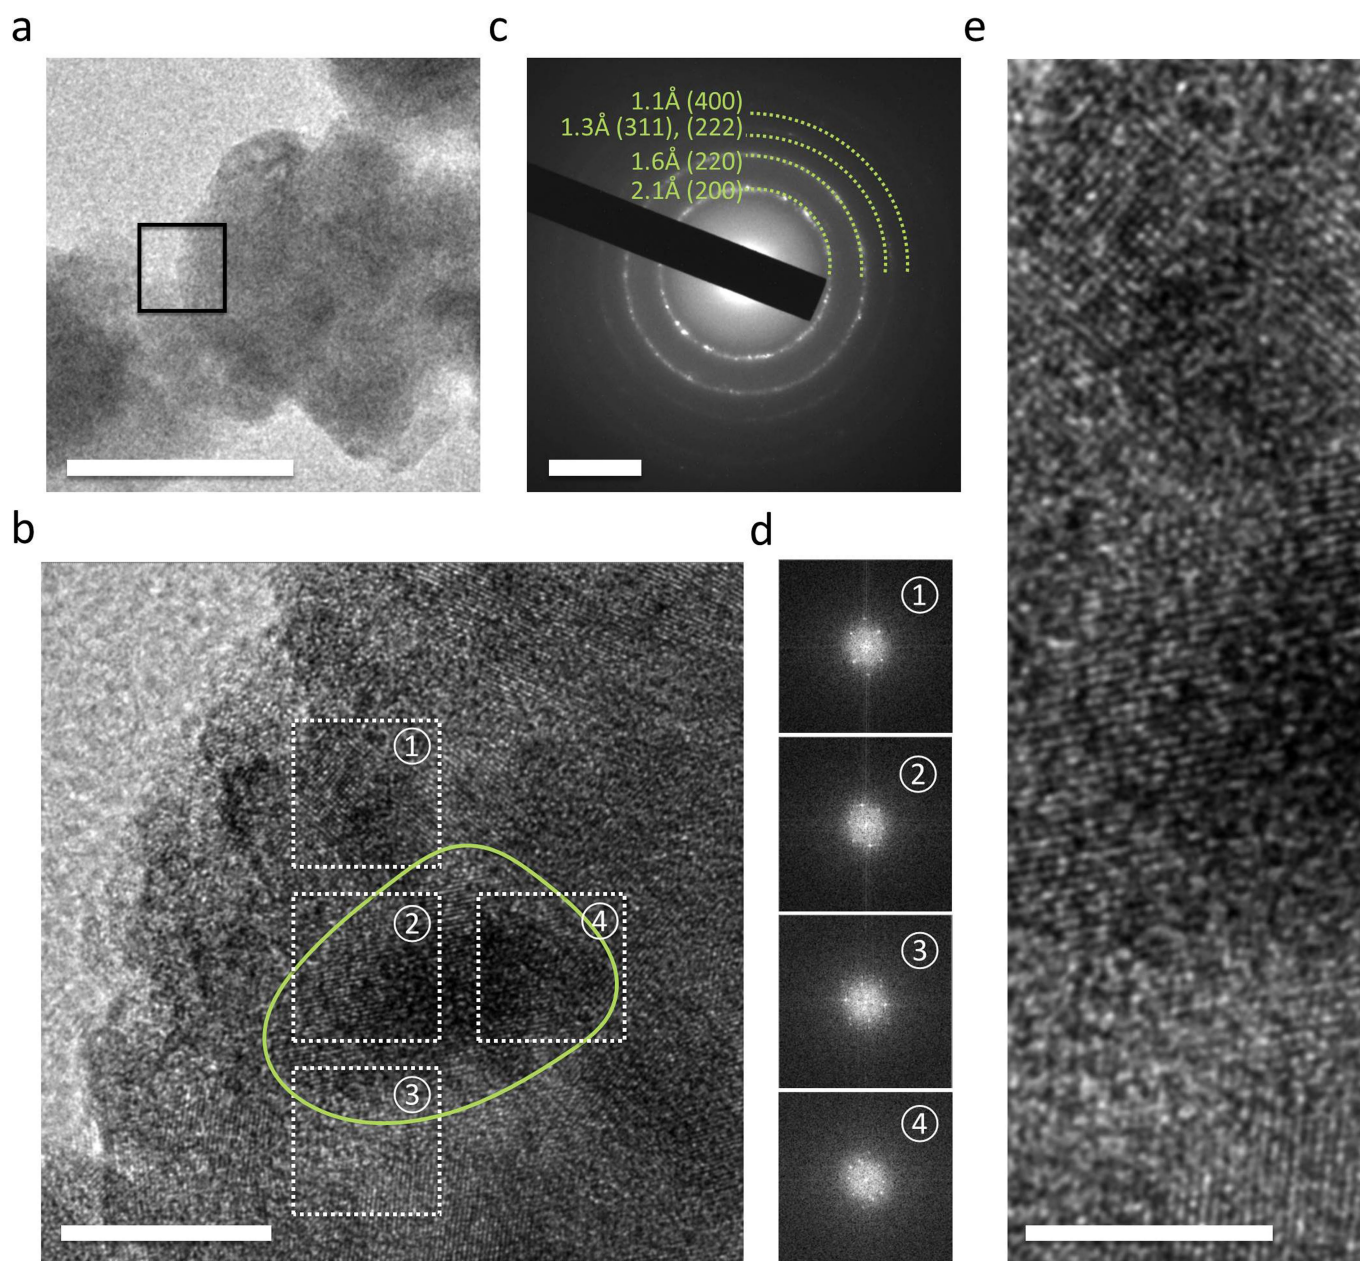 a
c
e
1.1Å (400)
1.3Å (311), (222)
1.6Å (220)
2.1Å (200)
b
d
①
②
④
③
①
②
③
④